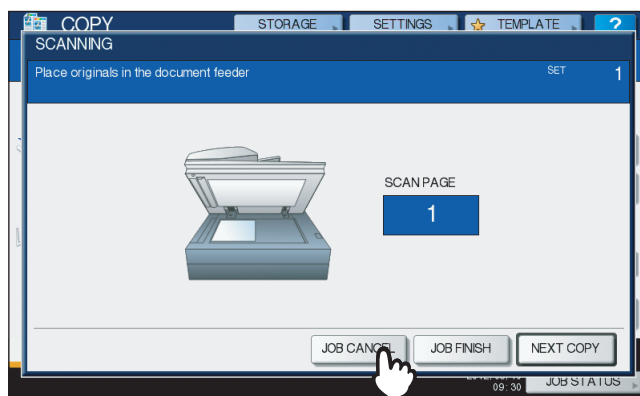 COPY STORAGE SETTINGS TEMPLATE ?
SCANNING
Place originals in the document feeder SET 1
SCAN PAGE
1
JOB CANCEL JOB FINISH NEXT COPY
09:30 JOB STATUS